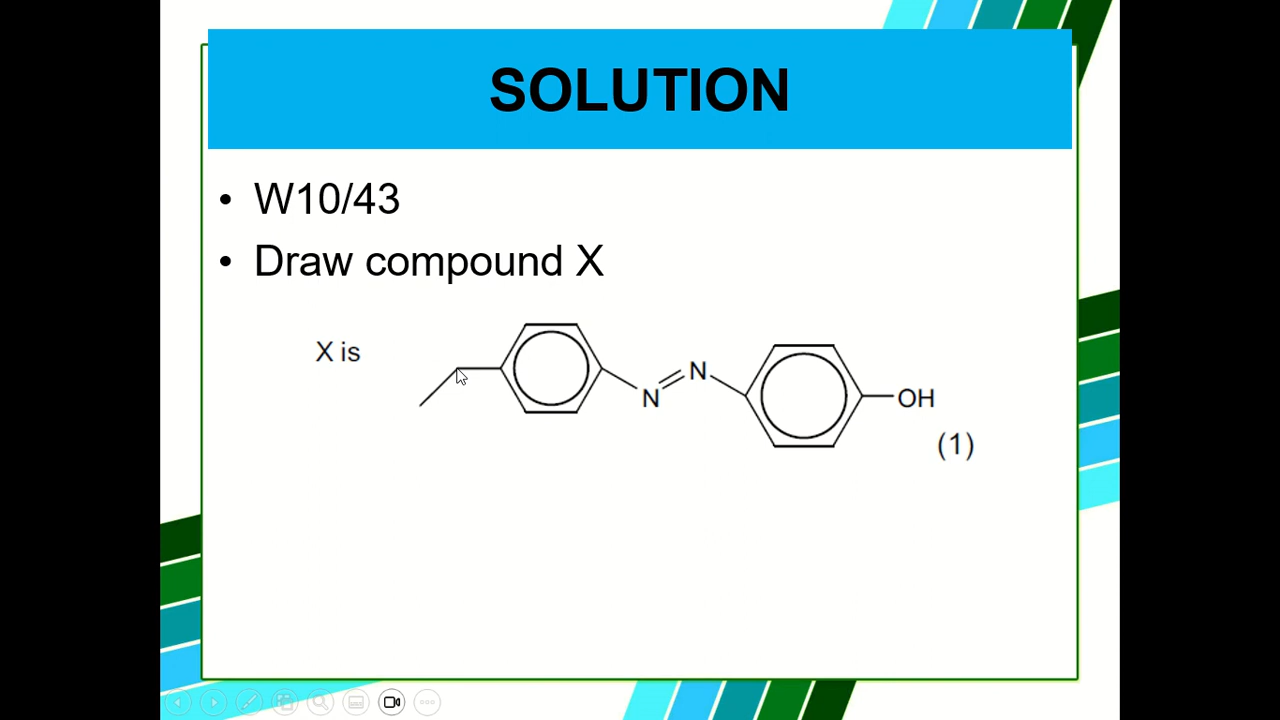 SOLUTION
• W10/43
• Draw compound X
X is
N
N
OH
(1)